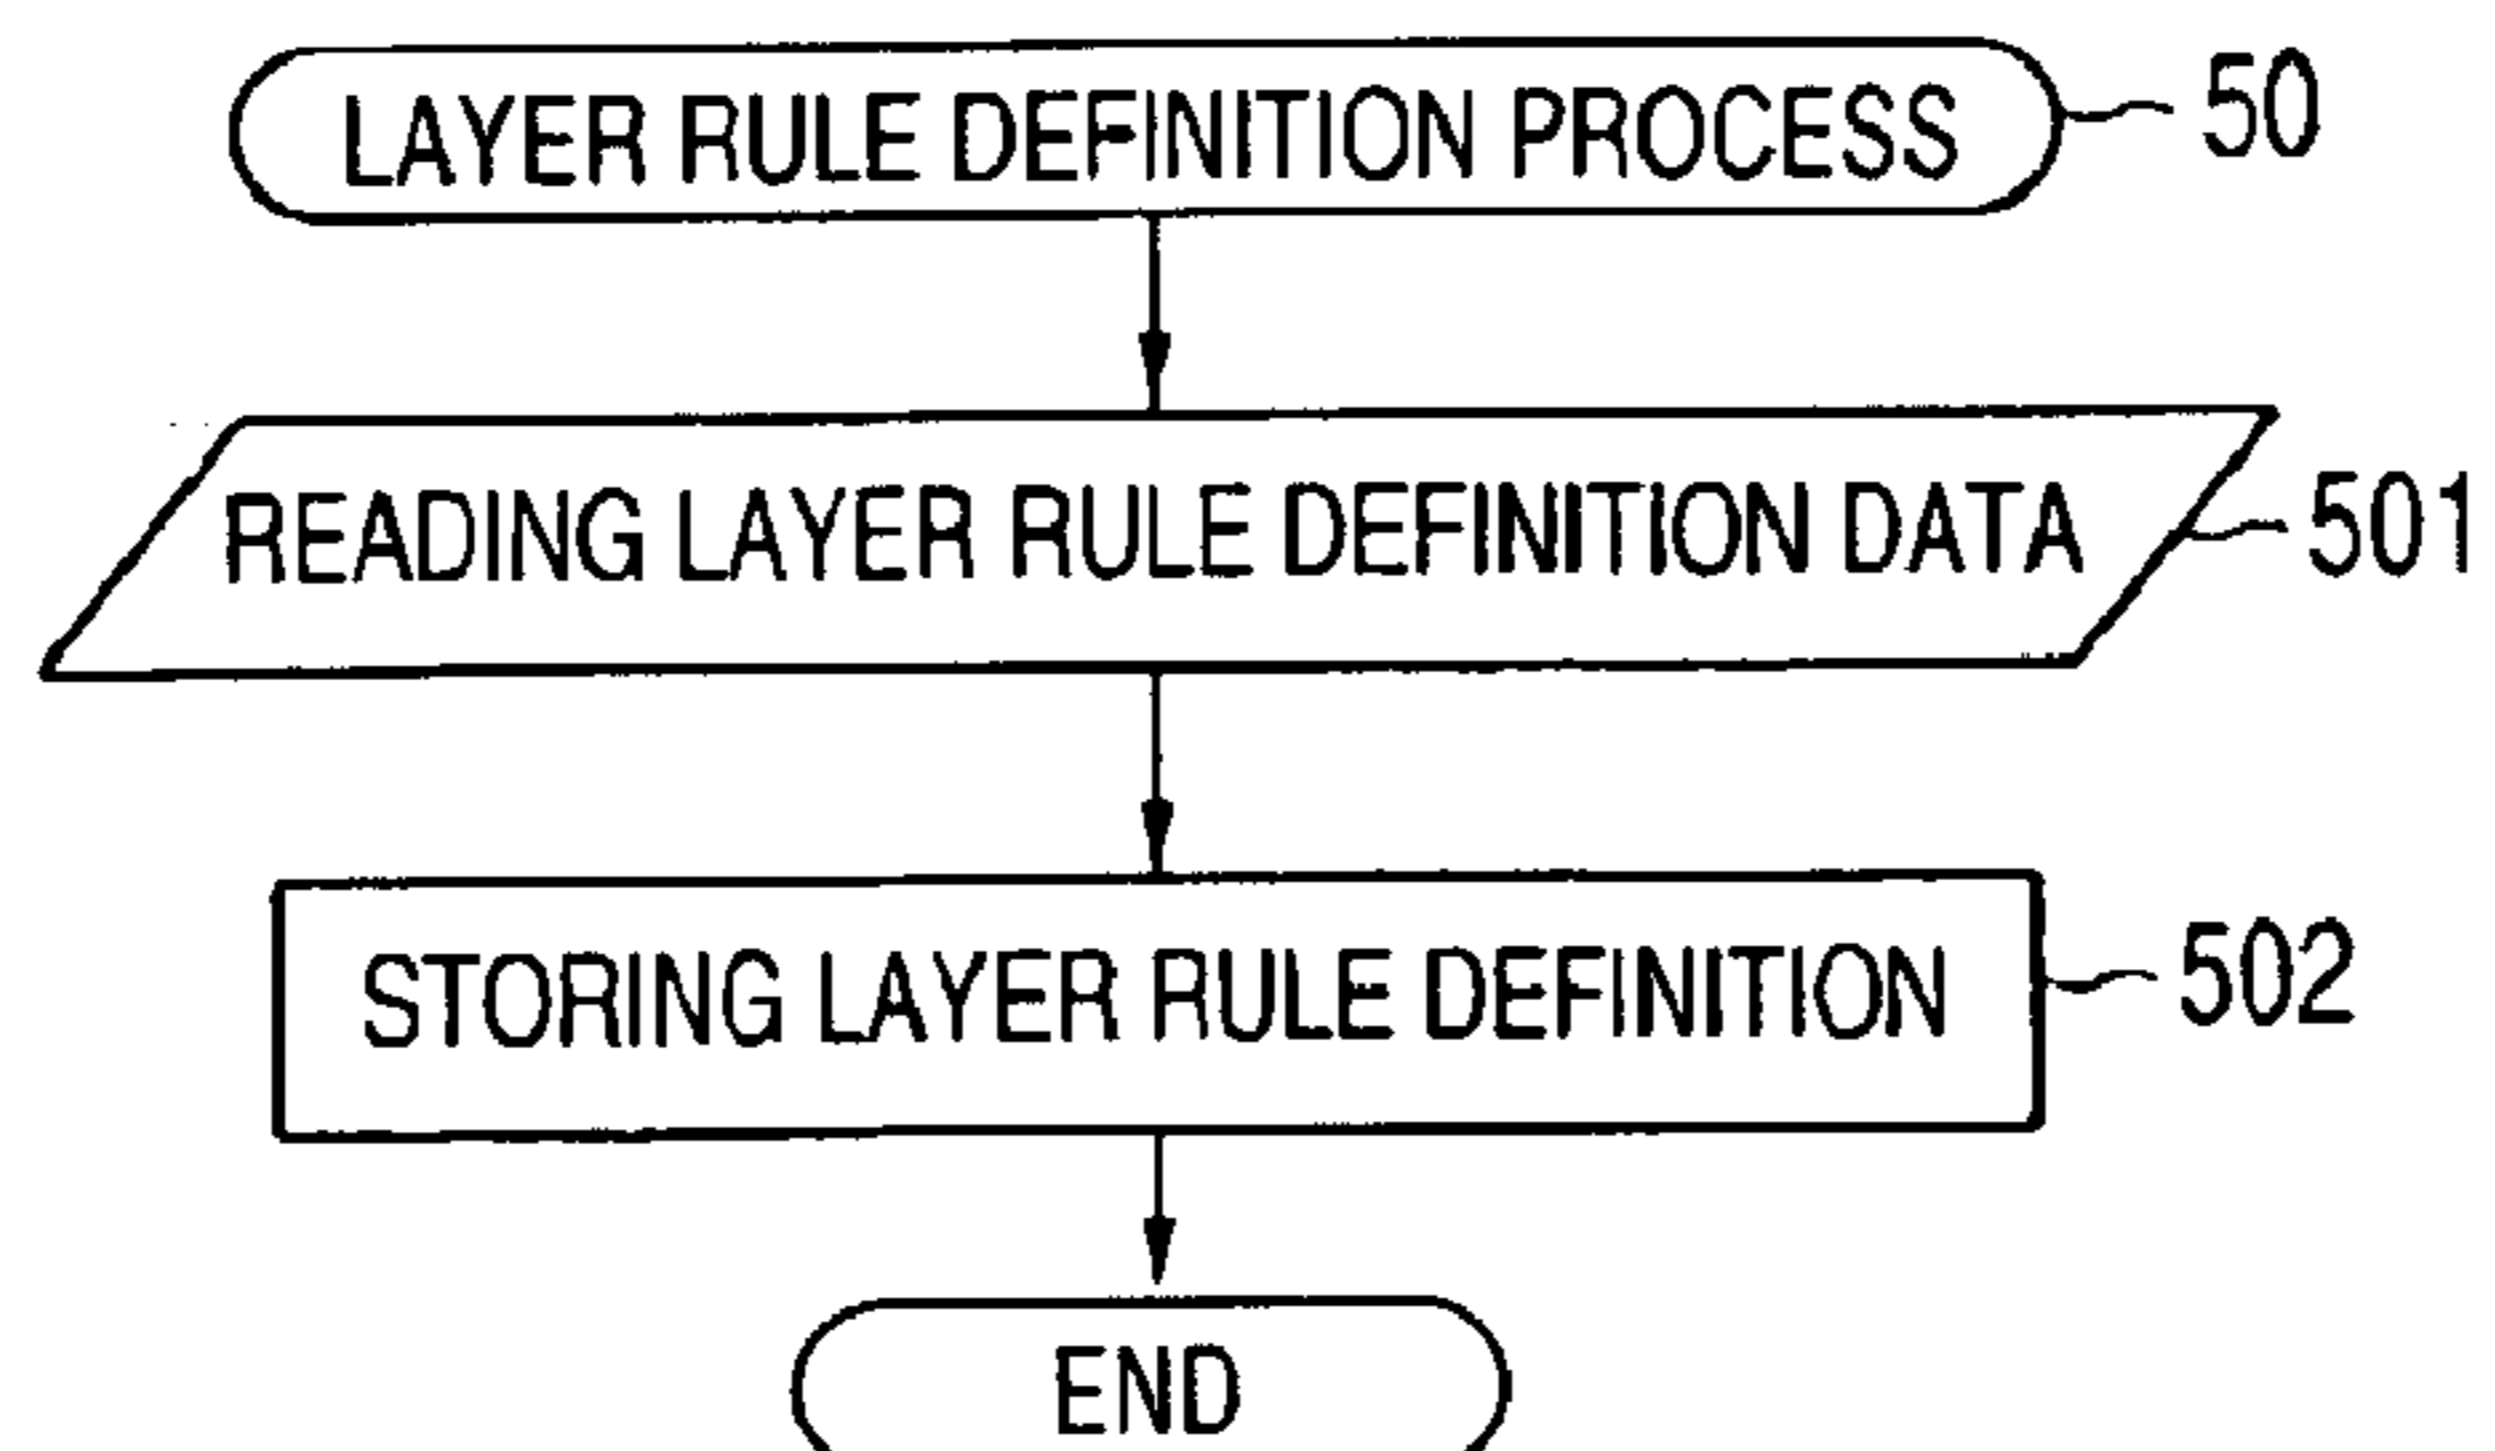 LAYER RULE DEFINITION PROCESS 50
READING LAYER RULE DEFINITION DATA 501
STORING LAYER RULE DEFINITION 502
END